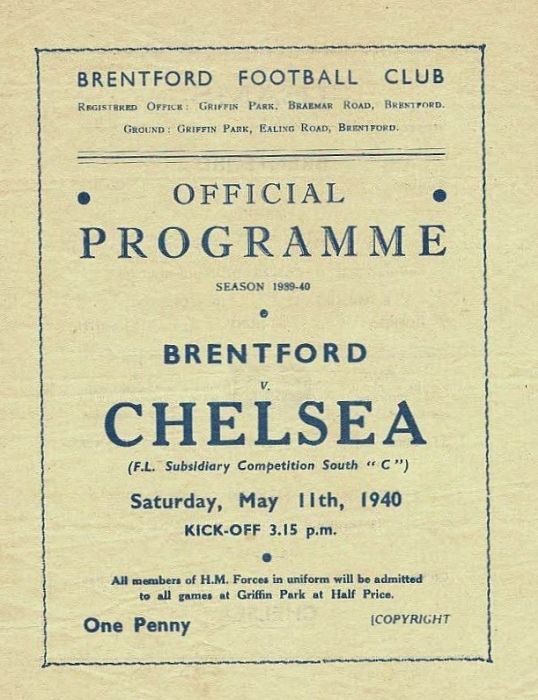 BRENTFORD FOOTBALL CLUB
REGISTERED OFFICE: GRIFFIN PARK, BRAEMAR ROAD, BRENTFORD.
GROUND: GRIFFIN PARK, EALING ROAD, BRENTFORD.
OFFICIAL
PROGRAMME
SEASON 1939-40
BRENTFORD
v.
CHELSEA
(F.L. Subsidiary Competition South "C")
Saturday, May 11th, 1940
KICK-OFF 3.15 p.m.
All members of H.M. Forces in uniform will be admitted
to all games at Griffin Park at Half Price.
One Penny [COPYRIGHT